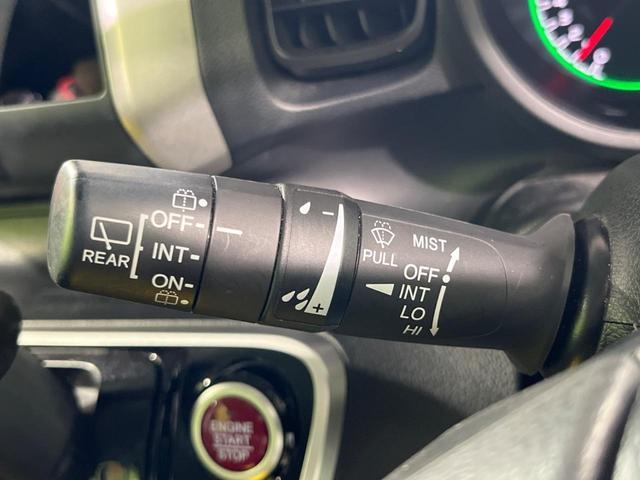 OFF
INT
ON
REAR
−
+
PULL
MIST
OFF
INT
LO
HI
ENGINE
START
STOP